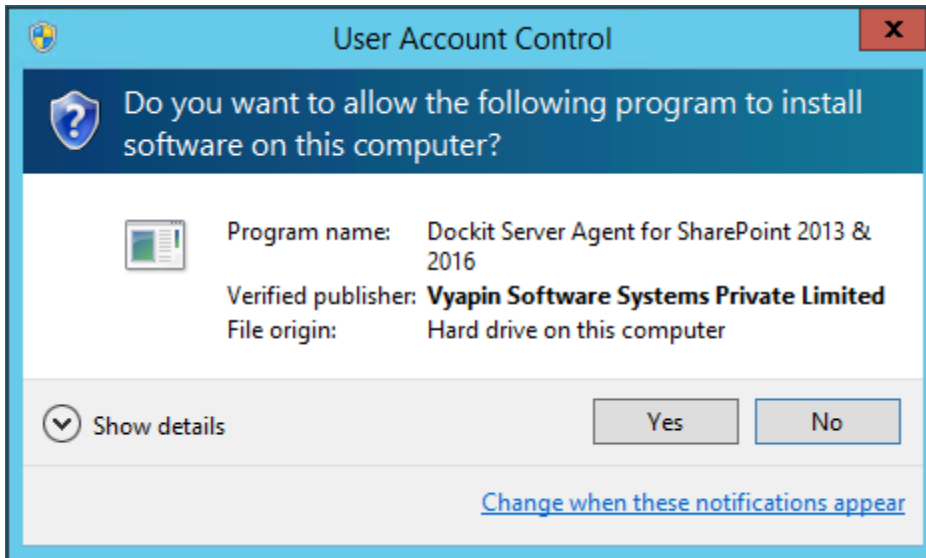 User Account Control
x
Do you want to allow the following program to install
software on this computer?
Program name: Dockit Server Agent for SharePoint 2013 &
2016
Verified publisher: Vyapin Software Systems Private Limited
File origin: Hard drive on this computer
Show details
Yes
No
Change when these notifications appear